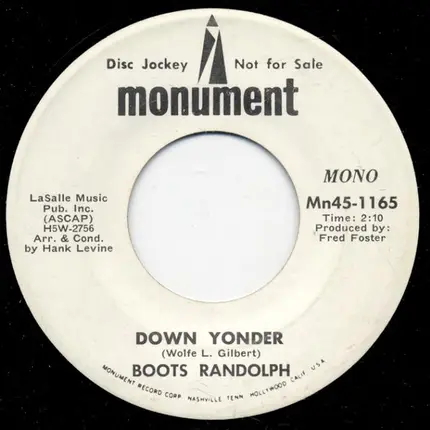 Disc Jockey Not for Sale
monument
LaSalle Music
Pub. Inc.
(ASCAP)
H5W-2756
Arr. & Cond.
by Hank Levine
MONO
Mn45-1165
Time: 2:10
Produced by:
Fred Foster
DOWN YONDER
(Wolfe L. Gilbert)
BOOTS RANDOLPH
MONUMENT RECORD CORP. NASHVILLE TENN. HOLLYWOOD CALIF. U.S.A.